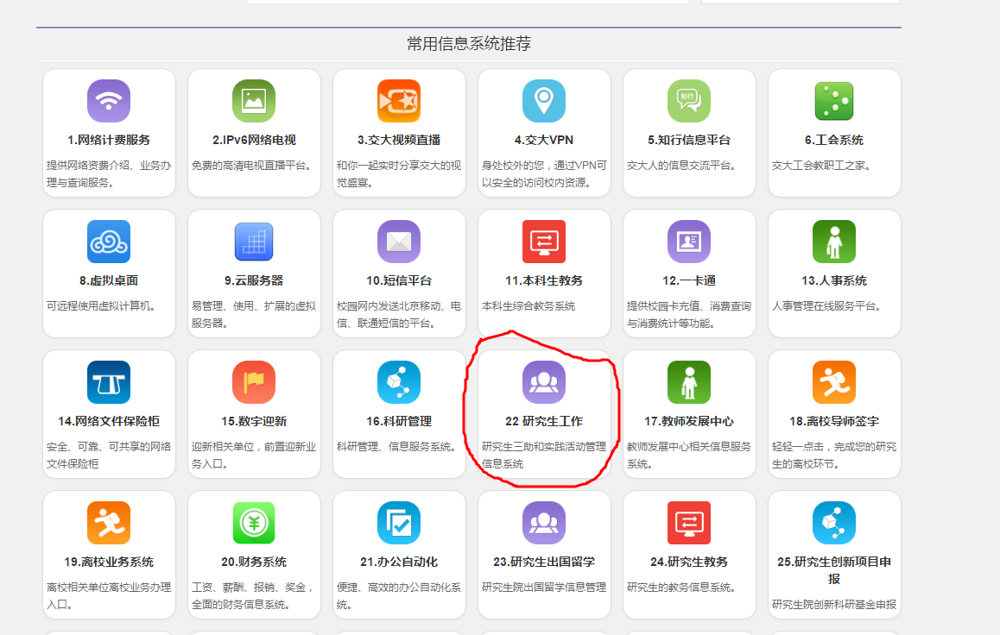 常用信息系统推荐
知行
1.网络计费服务
提供网络资费介绍、业务办
理与查询服务。
2.IPv6网络电视
免费的高清电视直播平台。
3.交大视频直播
和你一起实时分享交大的视
觉盛宴。
4.交大VPN
身处校外的您，通过VPN可
以安全的访问校内资源。
5.知行信息平台
交大人的信息交流平台。
6.工会系统
交大工会教职工之家。
8.虚拟桌面
可远程使用虚拟计算机。
9.云服务器
易管理、使用、扩展的虚拟
服务器。
10.短信平台
校园网内发送北京移动、电
信、联通短信的平台。
11.本科生教务
本科生综合教务系统
12.一卡通
提供校园卡充值、消费查询
与消费统计等功能。
13.人事系统
人事管理在线服务平台。
14.网络文件保险柜
安全、可靠、可共享的网络
文件保险柜
15.数字迎新
迎新相关单位，前置迎新业
务入口。
16.科研管理
科研管理、信息服务系统。
22 研究生工作
研究生三助和实践活动管理
信息系统
17.教师发展中心
教师发展中心相关信息服务
系统。
18.离校导师签字
轻轻一点击，完成您的研究
生的离校环节。
19.离校业务系统
离校相关单位离校业务办理
入口。
20.财务系统
工资、薪酬、报销、奖金，
全面的财务信息系统。
21.办公自动化
便捷、高效的办公自动化系
统。
23.研究生出国留学
研究生院出国留学信息管理
24.研究生教务
研究生的教务信息系统。
25.研究生创新项目申
报
研究生院创新科研基金申报